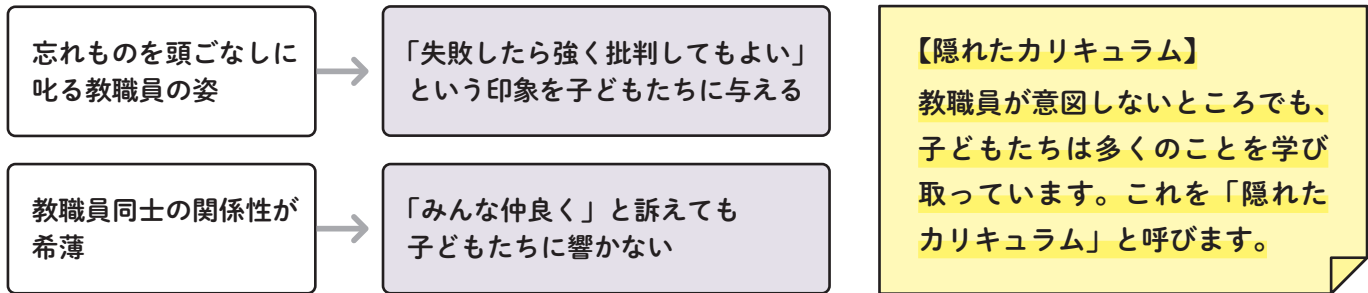 忘れものを頭ごなしに
叱る教職員の姿
「失敗したら強く批判してもよい」
という印象を子どもたちに与える
教職員同士の関係性が
希薄
「みんな仲良く」と訴えても
子どもたちに響かない
【隠れたカリキュラム】
教職員が意図しないところでも、
子どもたちは多くのことを学び
取っています。これを「隠れた
カリキュラム」と呼びます。